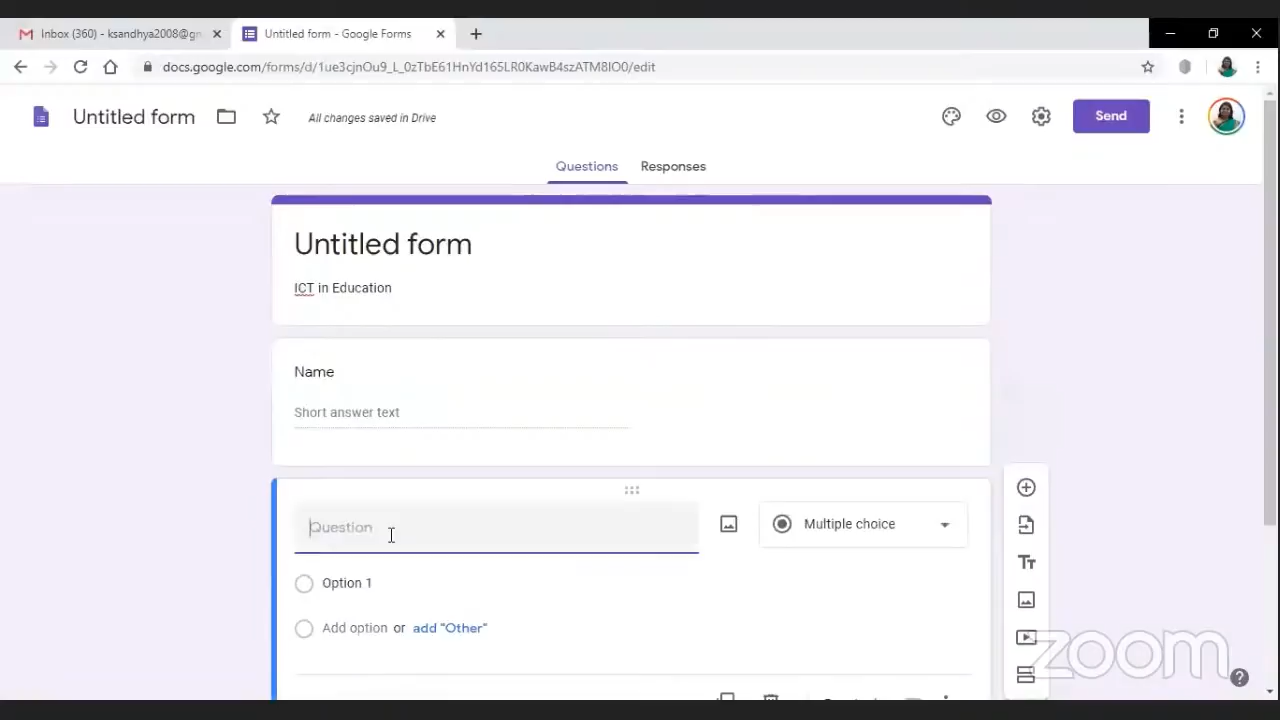 Inbox (360) - ksandhya2008@gm
Untitled form - Google Forms
docs.google.com/forms/d/1ue3cjnOu9_L_0zTbE61HnYd165LR0KawB4szATM8IO0/edit
Untitled form
All changes saved in Drive
Send
Questions
Responses
Untitled form
ICT in Education
Name
Short answer text
Question
Multiple choice
Option 1
Add option or add "Other"
zoom